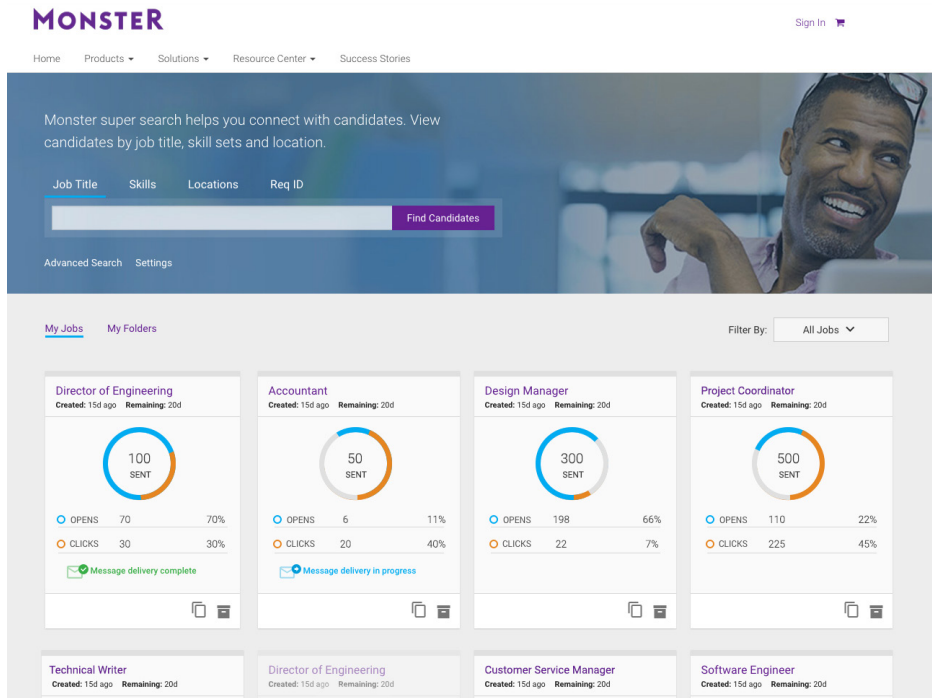 MONSTER
Sign In
Home Products Solutions Resource Center Success Stories
Monster super search helps you connect with candidates. View
candidates by job title, skill sets and location.
Job Title Skills Locations Req ID
Find Candidates
Advanced Search Settings
My Jobs My Folders
Filter By: All Jobs
Director of Engineering
Created: 15d ago Remaining: 20d
100
SENT
OPENS 70 70%
CLICKS 30 30%
Message delivery complete
Accountant
Created: 15d ago Remaining: 20d
50
SENT
OPENS 6 11%
CLICKS 20 40%
Message delivery in progress
Design Manager
Created: 15d ago Remaining: 20d
300
SENT
OPENS 198 66%
CLICKS 22 7%
Project Coordinator
Created: 15d ago Remaining: 20d
500
SENT
OPENS 110 22%
CLICKS 225 45%
Technical Writer
Created: 15d ago Remaining: 20d
Director of Engineering
Created: 15d ago Remaining: 20d
Customer Service Manager
Created: 15d ago Remaining: 20d
Software Engineer
Created: 15d ago Remaining: 20d